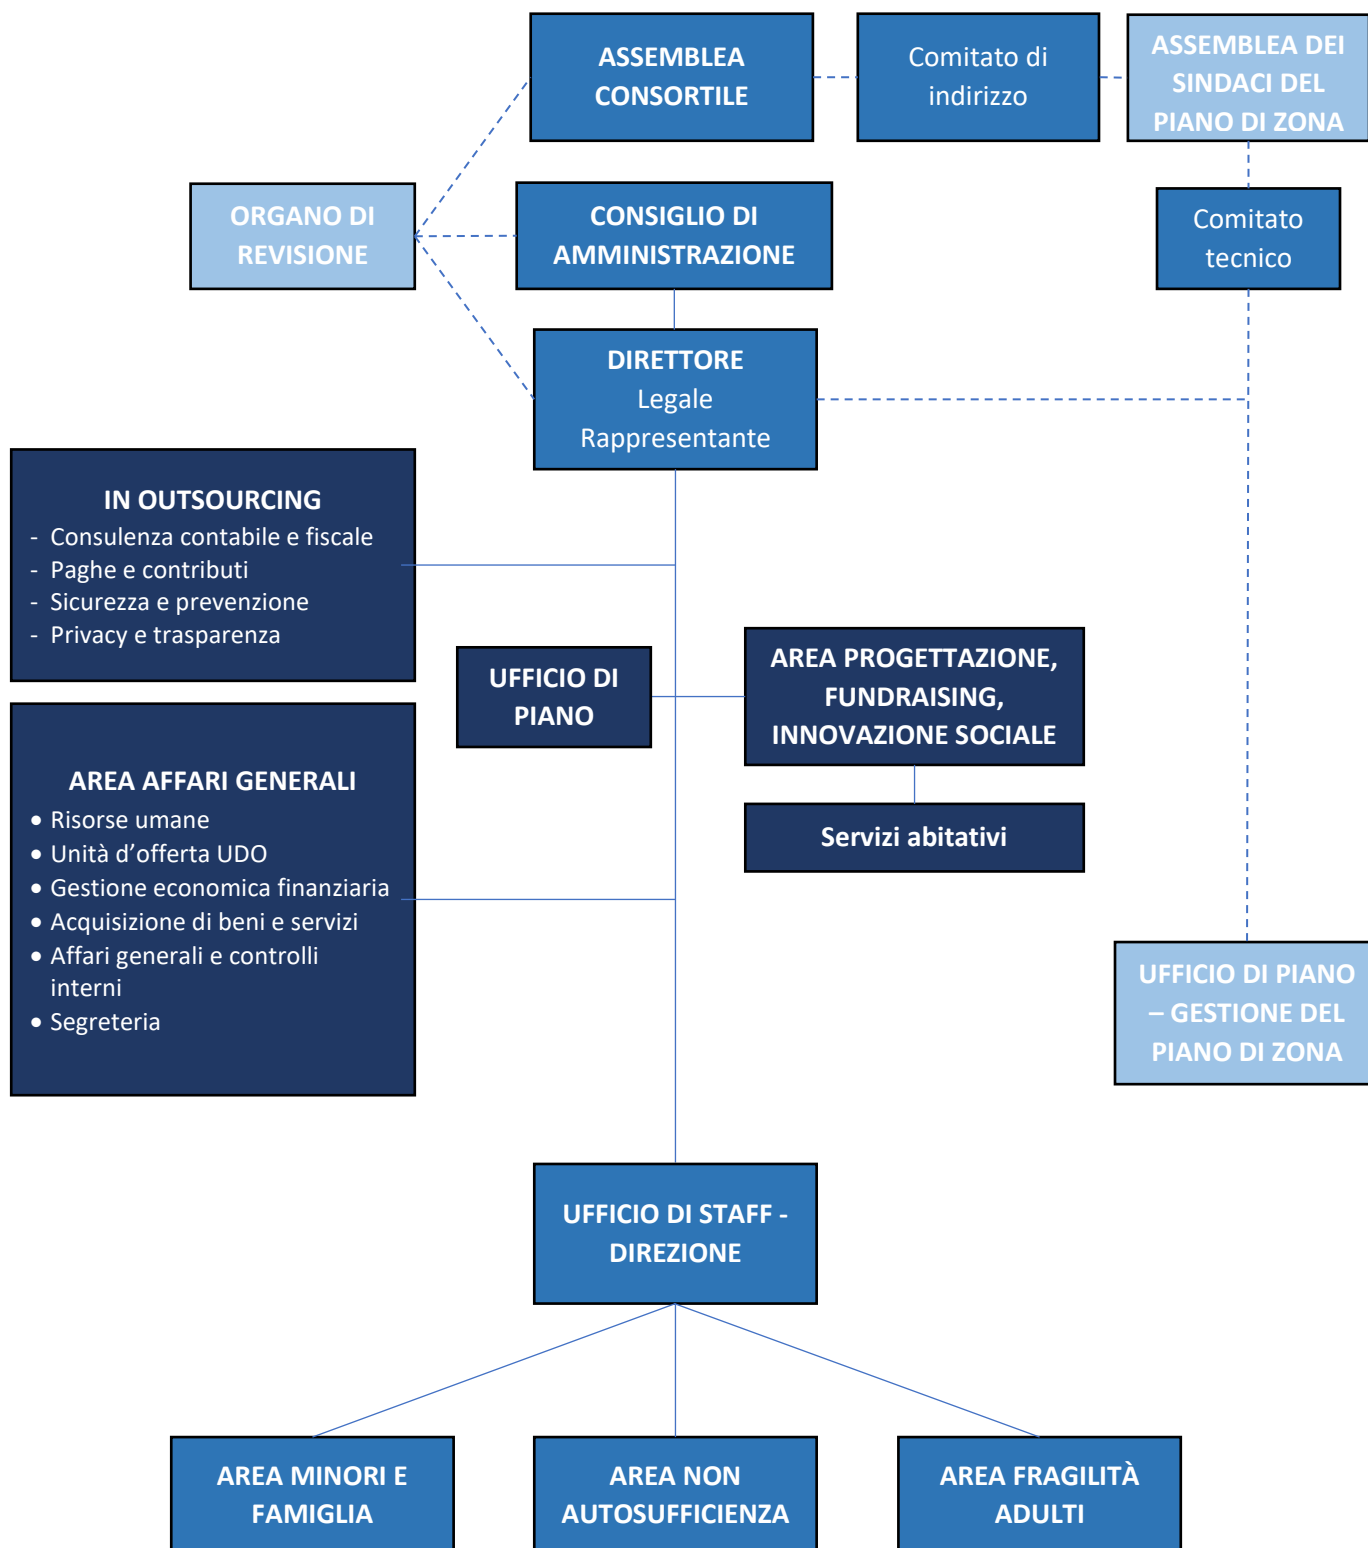 ASSEMBLEA
CONSORTILE
Comitato di
indirizzo
ASSEMBLEA DEI
SINDACI DEL
PIANO DI ZONA
ORGANO DI
REVISIONE
CONSIGLIO DI
AMMINISTRAZIONE
Comitato
tecnico
DIRETTORE
Legale
Rappresentante
IN OUTSOURCING
- Consulenza contabile e fiscale
- Paghe e contributi
- Sicurezza e prevenzione
- Privacy e trasparenza
UFFICIO DI
PIANO
AREA PROGETTAZIONE,
FUNDRAISING,
INNOVAZIONE SOCIALE
Servizi abitativi
AREA AFFARI GENERALI
• Risorse umane
• Unità d’offerta UDO
• Gestione economica finanziaria
• Acquisizione di beni e servizi
• Affari generali e controlli
interni
• Segreteria
UFFICIO DI PIANO
– GESTIONE DEL
PIANO DI ZONA
UFFICIO DI STAFF -
DIREZIONE
AREA MINORI E
FAMIGLIA
AREA NON
AUTOSUFFICIENZA
AREA FRAGILITÀ
ADULTI